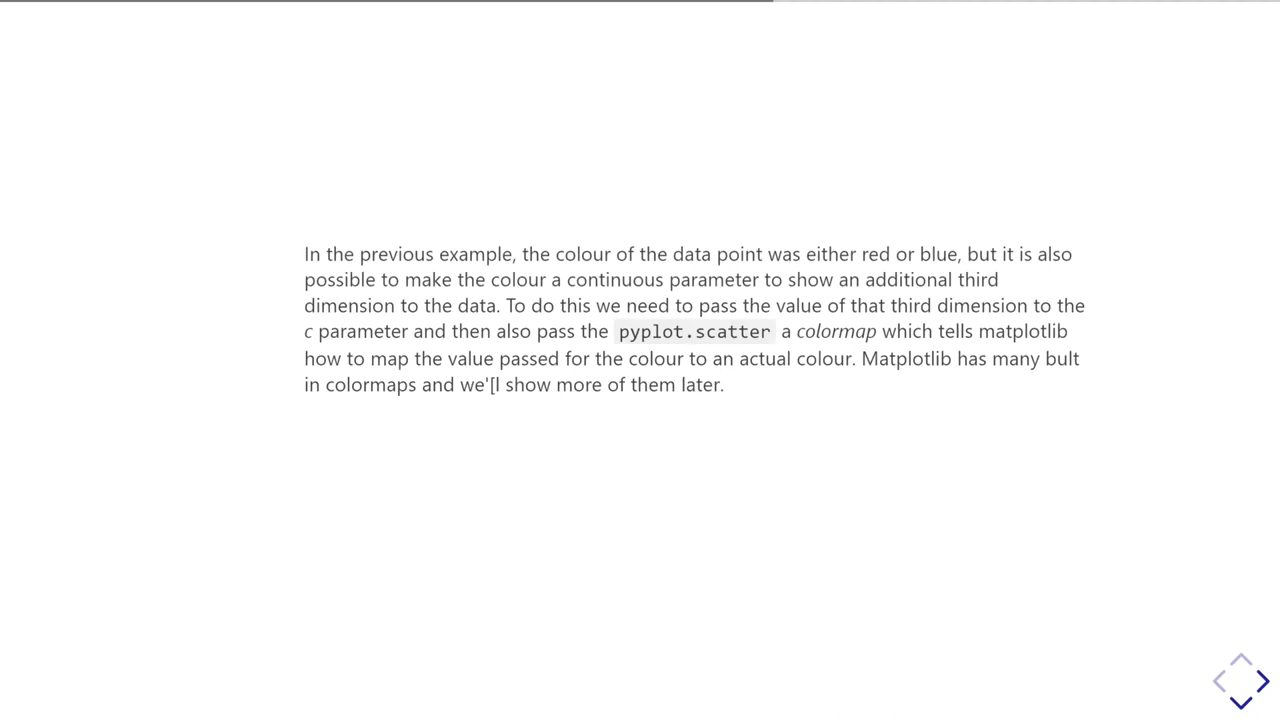 In the previous example, the colour of the data point was either red or blue, but it is also
possible to make the colour a continuous parameter to show an additional third
dimension to the data. To do this we need to pass the value of that third dimension to the
c parameter and then also pass the pyplot.scatter a colormap which tells matplotlib
how to map the value passed for the colour to an actual colour. Matplotlib has many bult
in colormaps and we'[l show more of them later.